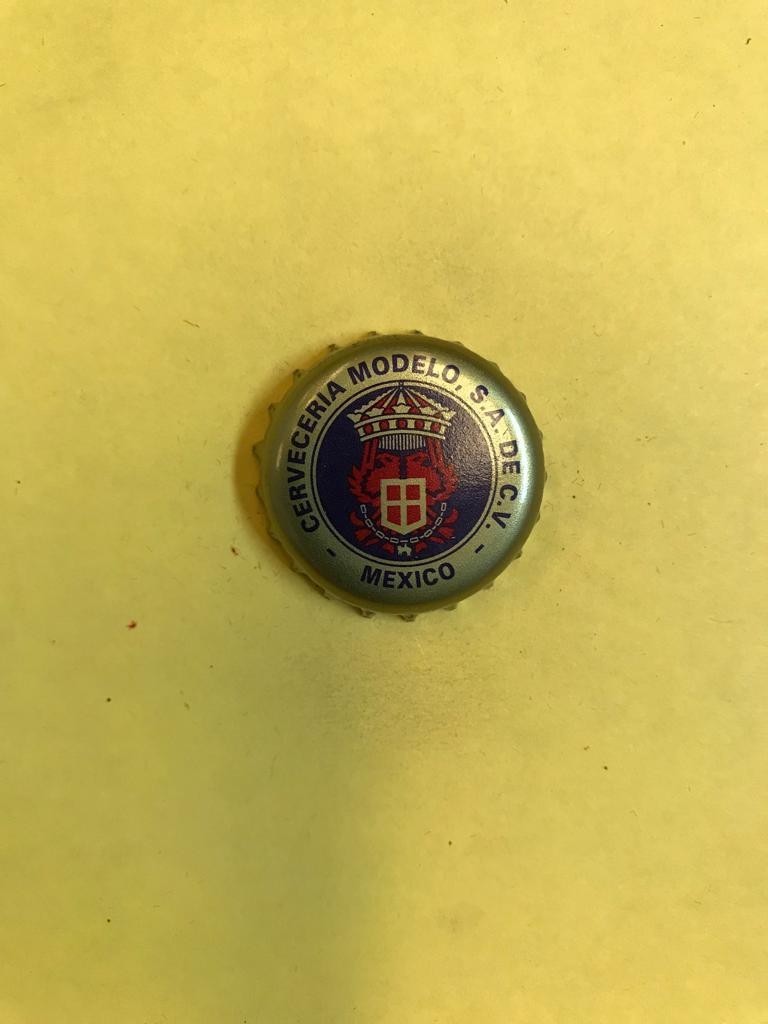 CERVECERIA MODELO, S.A. DE C.V.
- MEXICO -